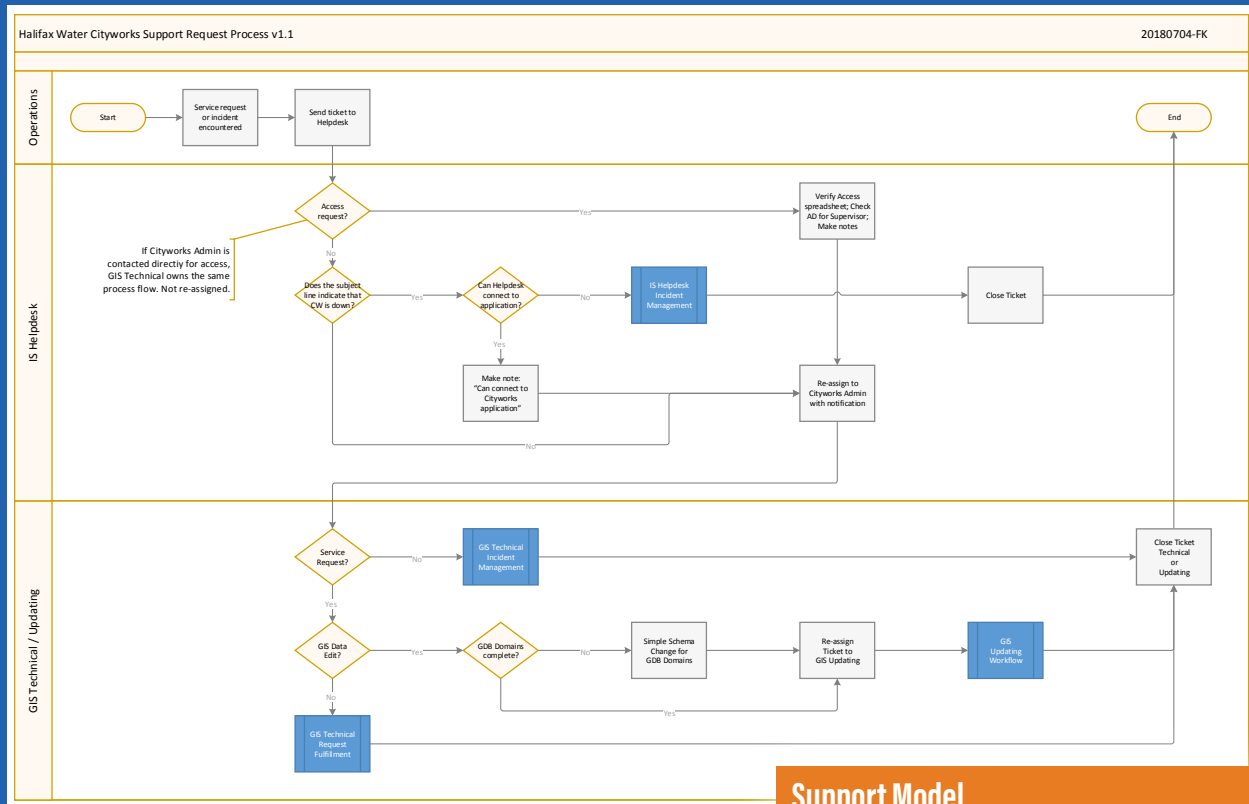 Halifax Water Cityworks Support Request Process v1.1
20180704-FK
Operations
Start
Service request
or incident
encountered
Send ticket to
Helpdesk
End
IS Helpdesk
Access
request?
Yes
Verify Access
spreadsheet; Check
AD for Supervisor;
Make notes
No
If Cityworks Admin is
contacted directly for access,
GIS Technical owns the same
process flow. Not re-assigned.
Does the subject
line indicate that
CW is down?
Yes
Can Helpdesk
connect to
application?
No
IS Helpdesk
Incident
Management
Close Ticket
Yes
Make note:
“Can connect to
Cityworks
application”
Re-assign to
Cityworks Admin
with notification
No
GIS Technical / Updating
Service
Request?
No
GIS Technical
Incident
Management
Close Ticket
Technical
or
Updating
Yes
GIS Data
Edit?
Yes
GDB Domains
complete?
No
Simple Schema
Change for
GDB Domains
Re-assign
Ticket to
GIS Updating
GIS
Updating
Workflow
No
Yes
GIS Technical
Request
Fulfillment
Support Model